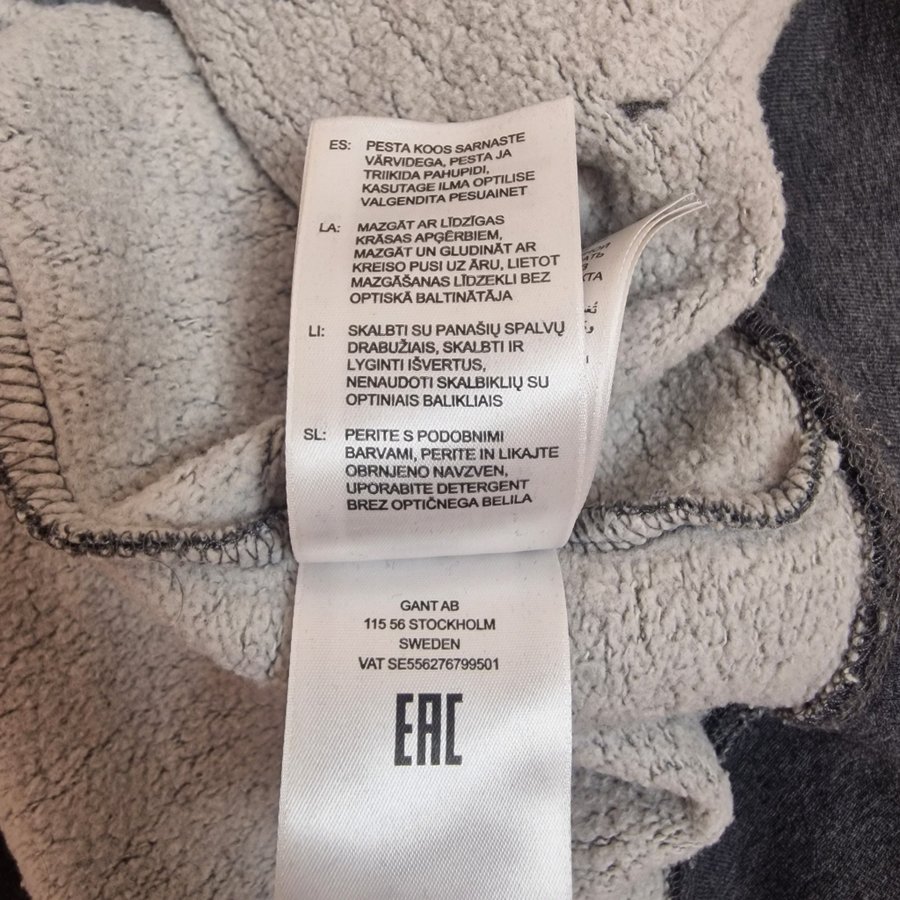 ES: PESTA KOOS SARNASTE
VÄRVIDEGA, PESTA JA
TRIIKIDA PAHUPIDI,
KASUTAGE ILMA OPTILISE
VALGENDITA PESUAINET
LA: MAZGĀT AR LĪDZĪGAS
KRĀSAS APĢĒRBIEM,
MAZGĀT UN GLUDINĀT AR
KREISO PUSI UZ ĀRU, LIETOT
MAZGĀŠANAS LĪDZEKLI BEZ
OPTISKĀ BALTINĀTĀJA
LI: SKALBTI SU PANAŠIŲ SPALVŲ
DRABUŽIAIS, SKALBTI IR
LYGINTI IŠVERTUS,
NENAUDOTI SKALBIKLIŲ SU
OPTINIAIS BALIKLIAIS
SL: PERITE S PODOBNIMI
BARVAMI, PERITE IN LIKAJTE
OBRNJENO NAVZVEN,
UPORABITE DETERGENT
BREZ OPTIČNEGA BELILA
GANT AB
115 56 STOCKHOLM
SWEDEN
VAT SE556276799501
EAC